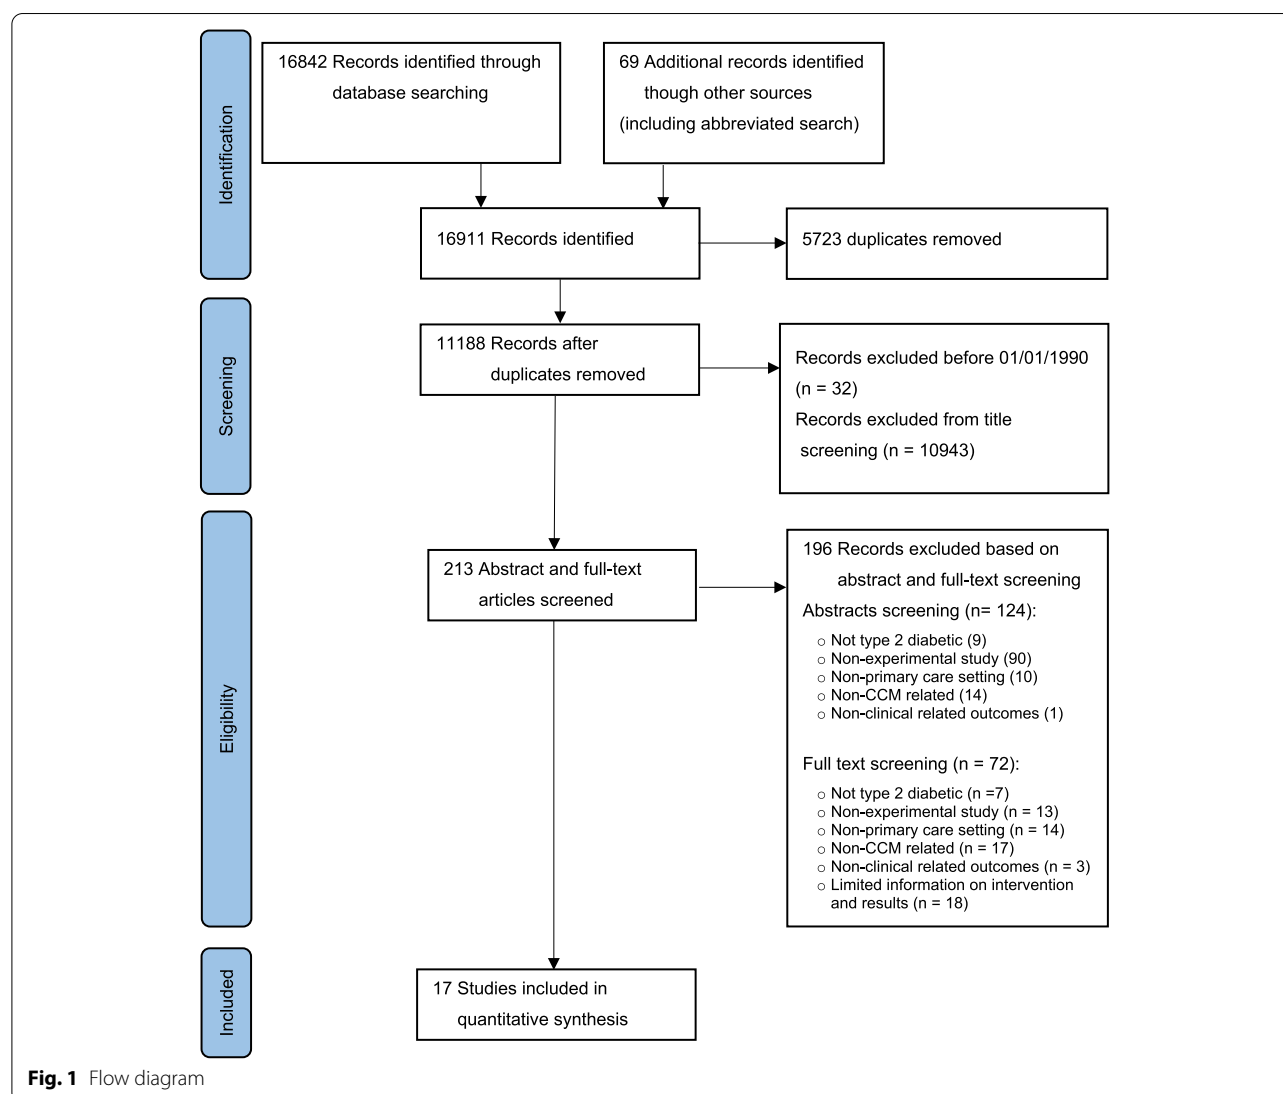 Identification
16842 Records identified through
database searching
69 Additional records identified
though other sources
(including abbreviated search)
16911 Records identified
5723 duplicates removed
Screening
11188 Records after
duplicates removed
Records excluded before 01/01/1990
(n = 32)
Records excluded from title
screening (n = 10943)
Eligibility
213 Abstract and full-text
articles screened
196 Records excluded based on
abstract and full-text screening
Abstracts screening (n= 124):
○ Not type 2 diabetic (9)
○ Non-experimental study (90)
○ Non-primary care setting (10)
○ Non-CCM related (14)
○ Non-clinical related outcomes (1)
Full text screening (n = 72):
○ Not type 2 diabetic (n =7)
○ Non-experimental study (n = 13)
○ Non-primary care setting (n = 14)
○ Non-CCM related (n = 17)
○ Non-clinical related outcomes (n = 3)
○ Limited information on intervention
and results (n = 18)
Included
17 Studies included in
quantitative synthesis
Fig. 1 Flow diagram